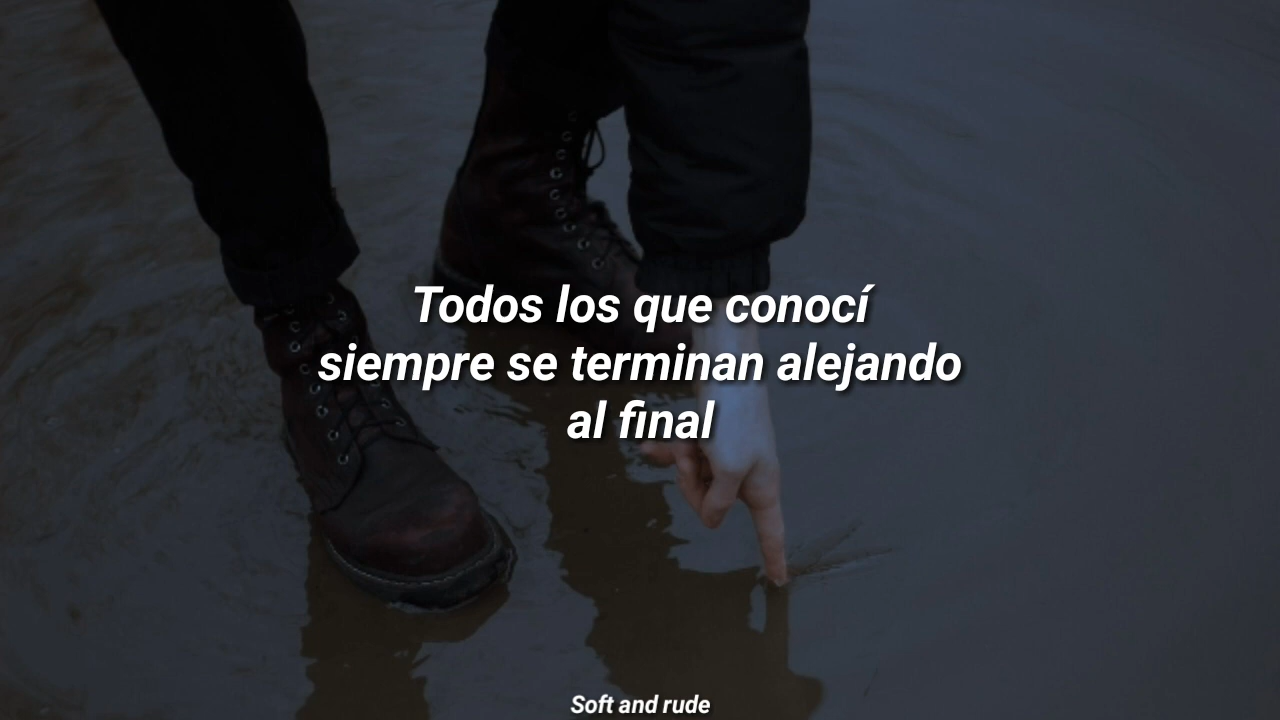 Todos los que conocí
siempre se terminan alejando
al final
Soft and rude